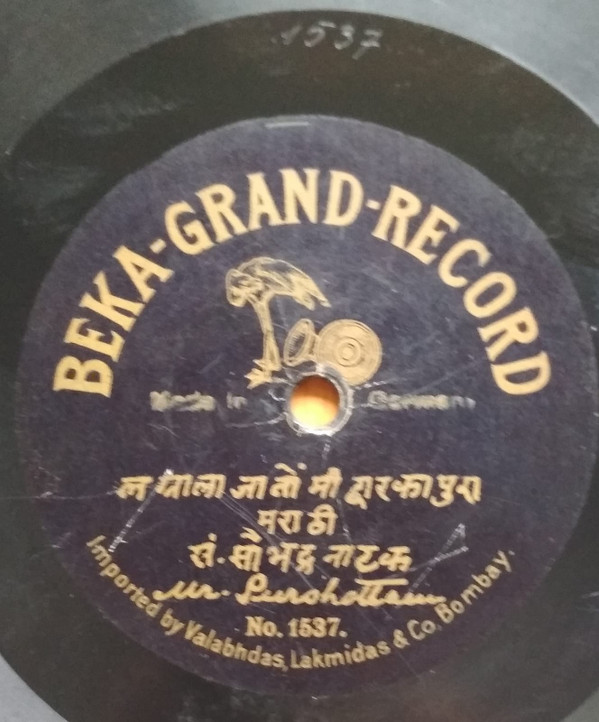 1537
BEKA-GRAND-RECORD
Made in Germany
लग्नाला जातों मी द्वारकापुरा
मराठी
सं. सौभद्र नाटक
Mr. Purshottam
No. 1537.
Imported by Valabhdas, Lakmidas & Co. Bombay.